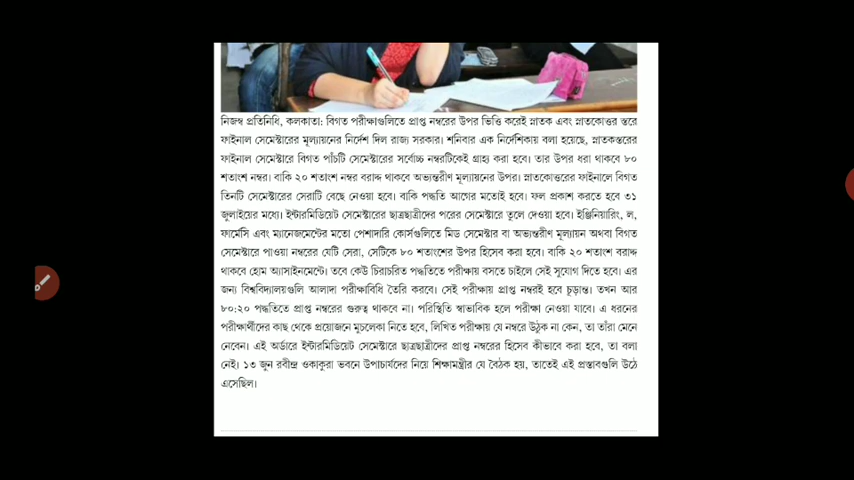 নিজস্ব প্রতিনিধি, কলকাতা: বিগত পরীক্ষাগুলিতে প্রাপ্ত নম্বরের উপর ভিত্তি করেই স্নাতক এবং স্নাতকোত্তর স্তরে
ফাইনাল সেমেস্টারের মূল্যায়নের নির্দেশ দিল রাজ্য সরকার। শনিবার এক নির্দেশিকায় বলা হয়েছে, স্নাতকস্তরের
ফাইনাল সেমেস্টারে বিগত পাঁচটি সেমেস্টারের সর্বোচ্চ নম্বরটিকেই গ্রাহ্য করা হবে। তার উপর ধরা থাকবে ৮০
শতাংশ নম্বর। বাকি ২০ শতাংশ নম্বর বরাদ্দ থাকবে অভ্যন্তরীণ মূল্যায়নের উপর। স্নাতকোত্তরের ফাইনালে বিগত
তিনটি সেমেস্টারের সেরাটি বেছে নেওয়া হবে। বাকি পদ্ধতি আগের মতোই হবে। ফল প্রকাশ করতে হবে ৩১
জুলাইয়ের মধ্যে। ইন্টারমিডিয়েট সেমেস্টারের ছাত্রছাত্রীদের পরের সেমেস্টারে তুলে দেওয়া হবে। ইঞ্জিনিয়ারিং, ল,
ফার্মেসি এবং ম্যানেজমেন্টের মতো পেশাদারি কোর্সগুলিতে মিড সেমেস্টার বা অভ্যন্তরীণ মূল্যায়ন অথবা বিগত
সেমেস্টারে পাওয়া নম্বরের যেটি সেরা, সেটিকে ৮০ শতাংশের উপর হিসেব করা হবে। বাকি ২০ শতাংশ বরাদ্দ
থাকবে হোম অ্যাসাইনমেন্টে। তবে কেউ চিরাচরিত পদ্ধতিতে পরীক্ষায় বসতে চাইলে সেই সুযোগ দিতে হবে। এর
জন্য বিশ্ববিদ্যালয়গুলি আলাদা পরীক্ষাবিধি তৈরি করবে। সেই পরীক্ষায় প্রাপ্ত নম্বরই হবে চূড়ান্ত। তখন আর
৮০:২০ পদ্ধতিতে প্রাপ্ত নম্বরের গুরুত্ব থাকবে না। পরিস্থিতি স্বাভাবিক হলে পরীক্ষা নেওয়া যাবে। এ ধরনের
পরীক্ষার্থীদের কাছ থেকে প্রয়োজনে মুচলেকা নিতে হবে, লিখিত পরীক্ষায় যে নম্বরে উঠুক না কেন, তা তাঁরা মেনে
নেবেন। এই অর্ডারে ইন্টারমিডিয়েট সেমেস্টারে ছাত্রছাত্রীদের প্রাপ্ত নম্বরের হিসেব কীভাবে করা হবে, তা বলা
নেই। ১৩ জুন রবীন্দ্র ওকাকুরা ভবনে উপাচার্যদের নিয়ে শিক্ষামন্ত্রীর যে বৈঠক হয়, তাতেই এই প্রস্তাবগুলি উঠে
এসেছিল।